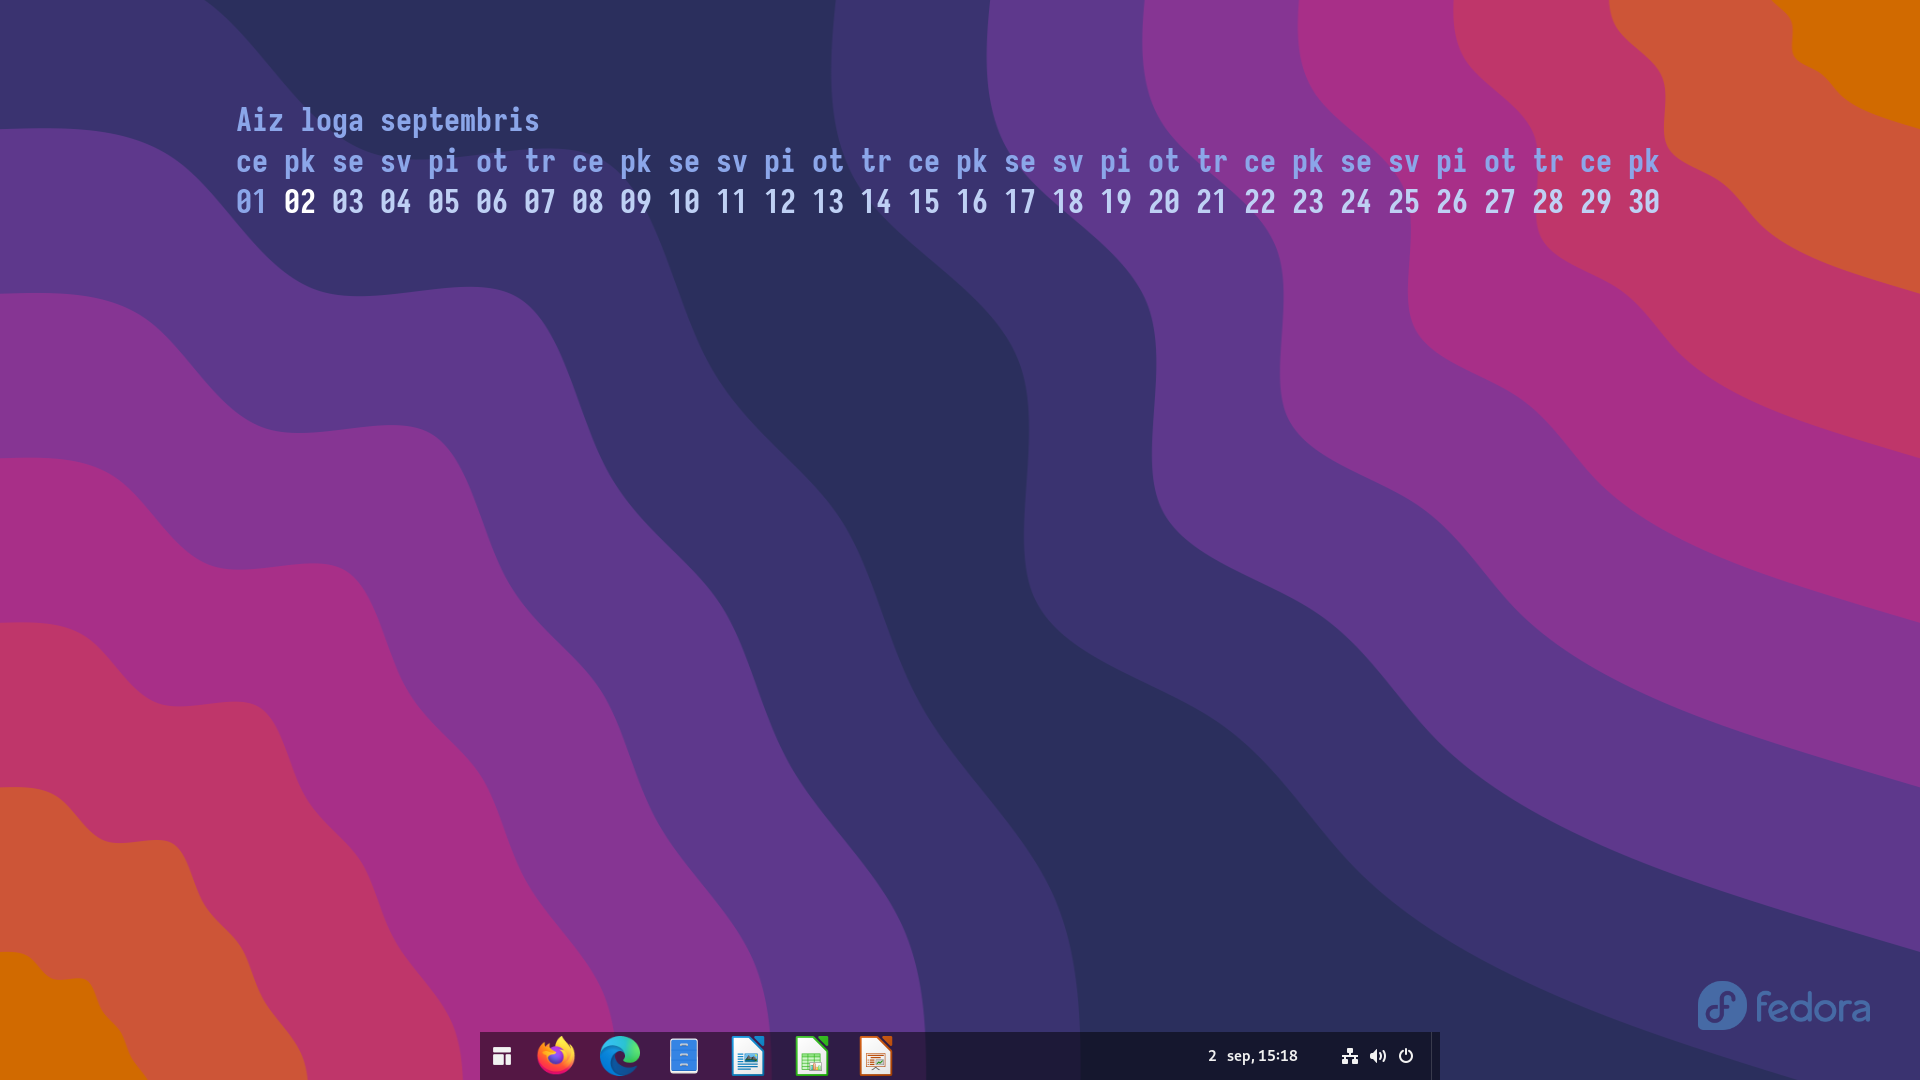 Aiz loga septembris
ce pk se sv pi ot tr ce pk se sv pi ot tr ce pk se sv pi ot tr ce pk se sv pi ot tr ce pk
01 02 03 04 05 06 07 08 09 10 11 12 13 14 15 16 17 18 19 20 21 22 23 24 25 26 27 28 29 30
fedora
2 sep, 15:18